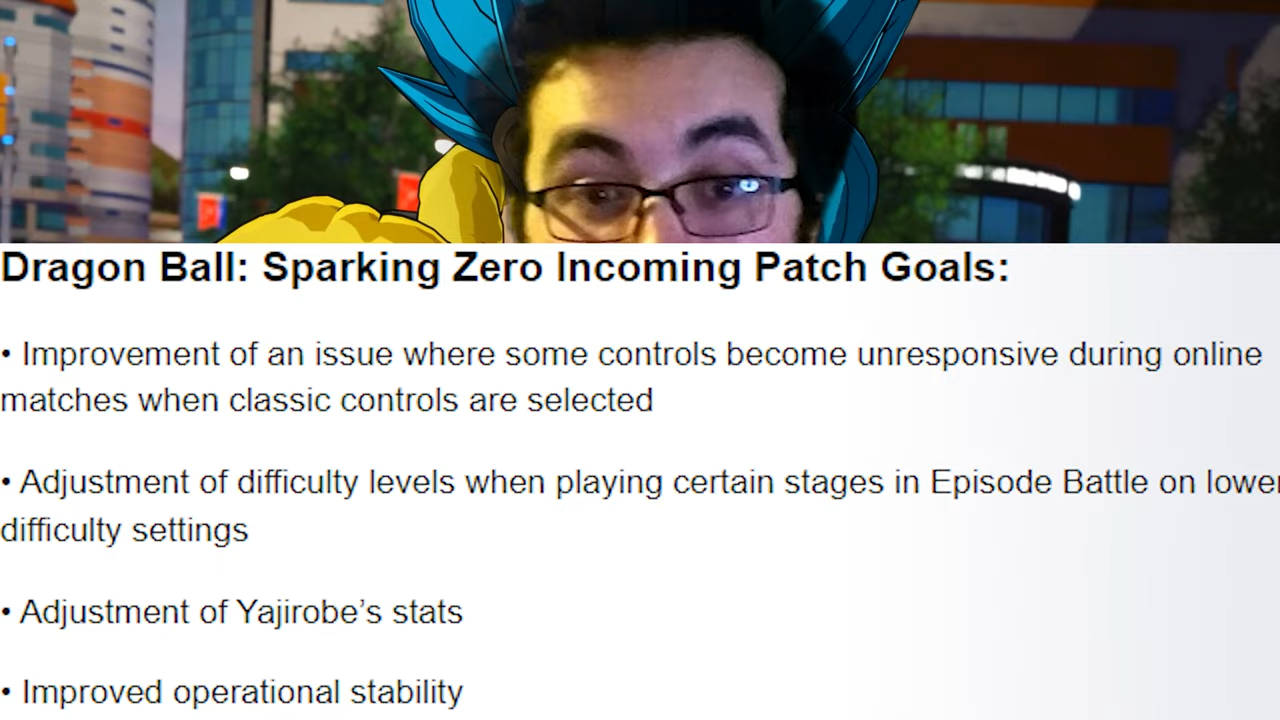 Dragon Ball: Sparking Zero Incoming Patch Goals:
• Improvement of an issue where some controls become unresponsive during online
matches when classic controls are selected
• Adjustment of difficulty levels when playing certain stages in Episode Battle on lower
difficulty settings
• Adjustment of Yajirobe’s stats
• Improved operational stability